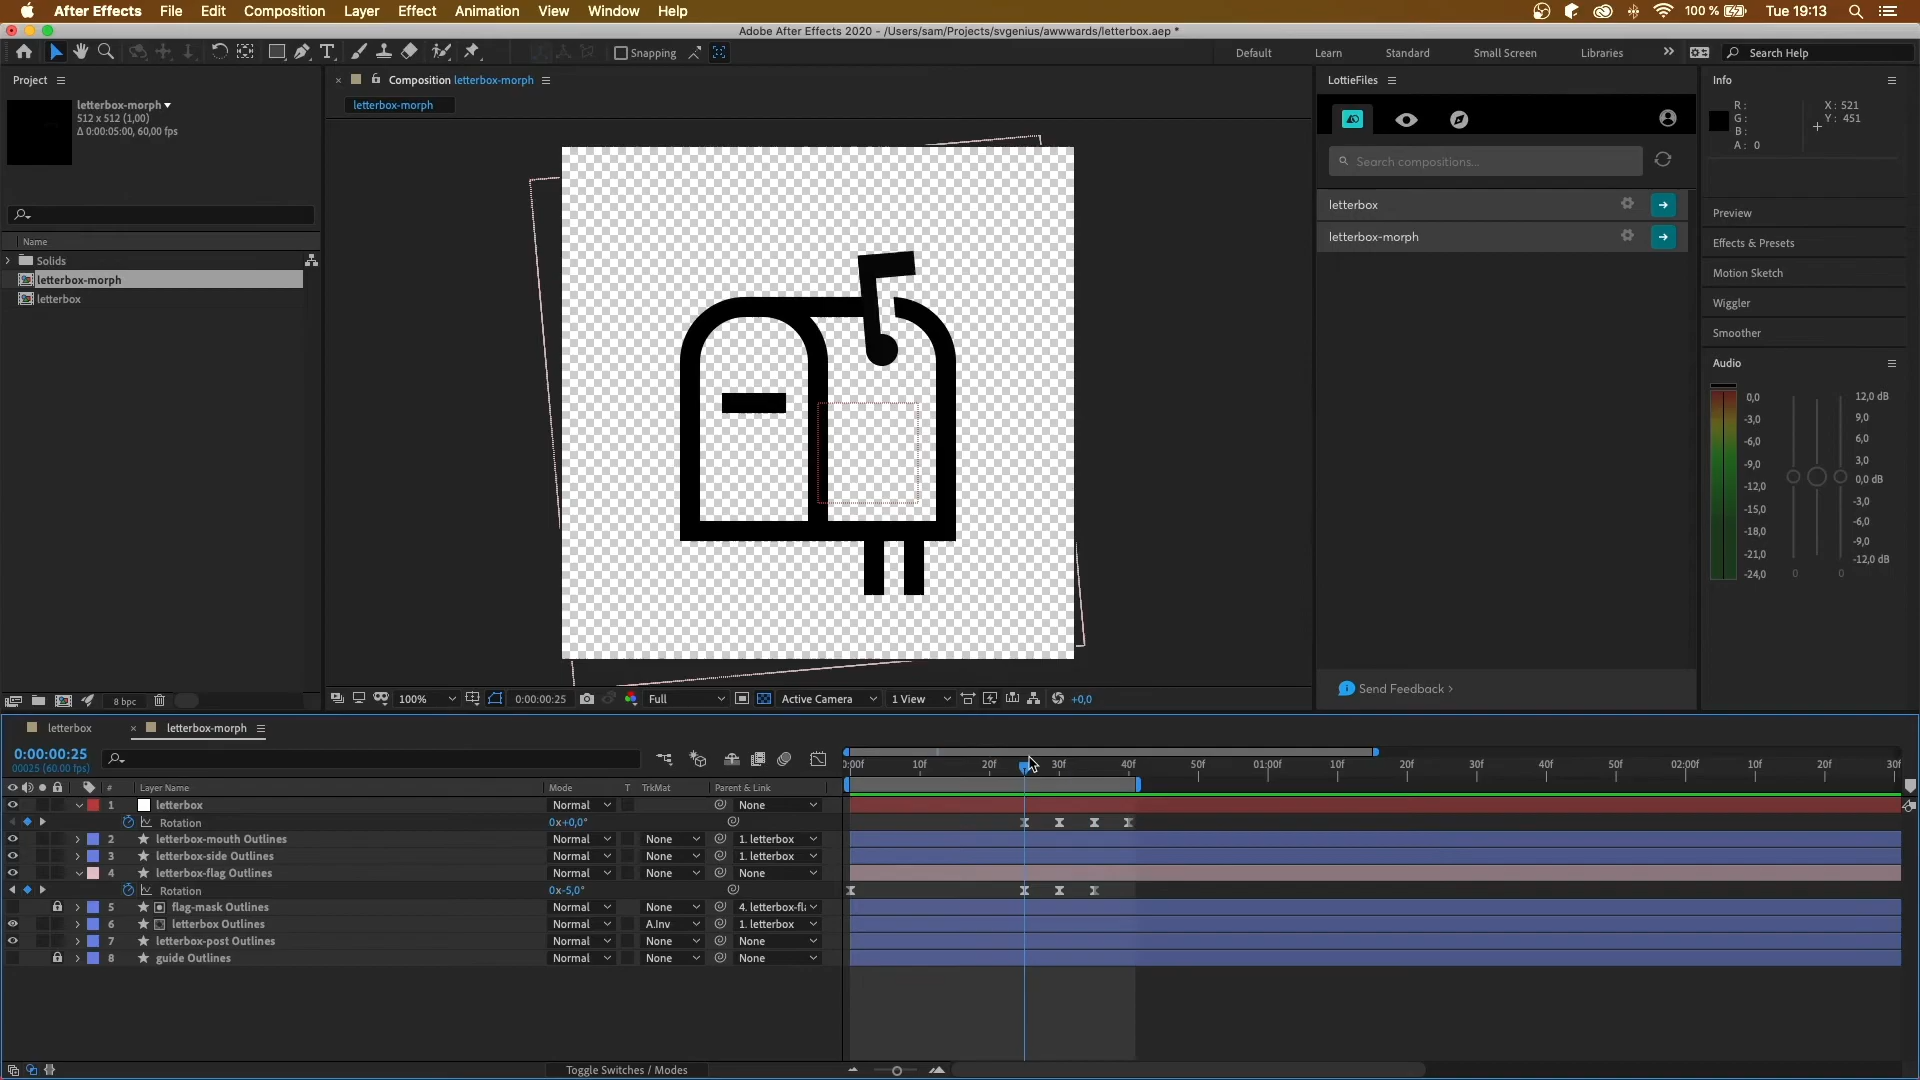 After Effects File Edit Composition Layer Effect Animation View Window Help 100 % Tue 19:13
Adobe After Effects 2020 - /Users/sam/Projects/svgenius/awwwards/letterbox.aep *
Snapping Default Learn Standard Small Screen Libraries Search Help
Project
letterbox-morph
512 x 512 (1,00)
Δ 0:00:05:00, 60,00 fps
Name
Solids
letterbox-morph
letterbox
8 bpc
Composition letterbox-morph
letterbox-morph
100% 0:00:00:25 Full Active Camera 1 View +0,0
LottieFiles
Search compositions...
letterbox
letterbox-morph
Send Feedback
Info
R :
G :
B :
A : 0
X : 521
Y : 451
Preview
Effects & Presets
Motion Sketch
Wiggler
Smoother
Audio
0,0
-3,0
-6,0
-9,0
-12,0
-15,0
-18,0
-21,0
-24,0
12,0 dB
9,0
6,0
3,0
0,0 dB
-3,0
-6,0
-9,0
-12,0 dB
0 0
letterbox letterbox-morph
0:00:00:25
00025 (60.00 fps)
0:00f 10f 20f 30f 40f 50f 01:00f 10f 20f 30f 40f 50f 02:00f 10f 20f 30f
# Layer Name Mode T TrkMat Parent & Link
1 letterbox Normal None
Rotation 0x+0,0°
2 letterbox-mouth Outlines Normal None 1. letterbox
3 letterbox-side Outlines Normal None 1. letterbox
4 letterbox-flag Outlines Normal None None
Rotation 0x-5,0°
5 flag-mask Outlines Normal None 4. letterbox-fl
6 letterbox Outlines Normal A.Inv 1. letterbox
7 letterbox-post Outlines Normal None None
8 guide Outlines Normal None None
Toggle Switches / Modes